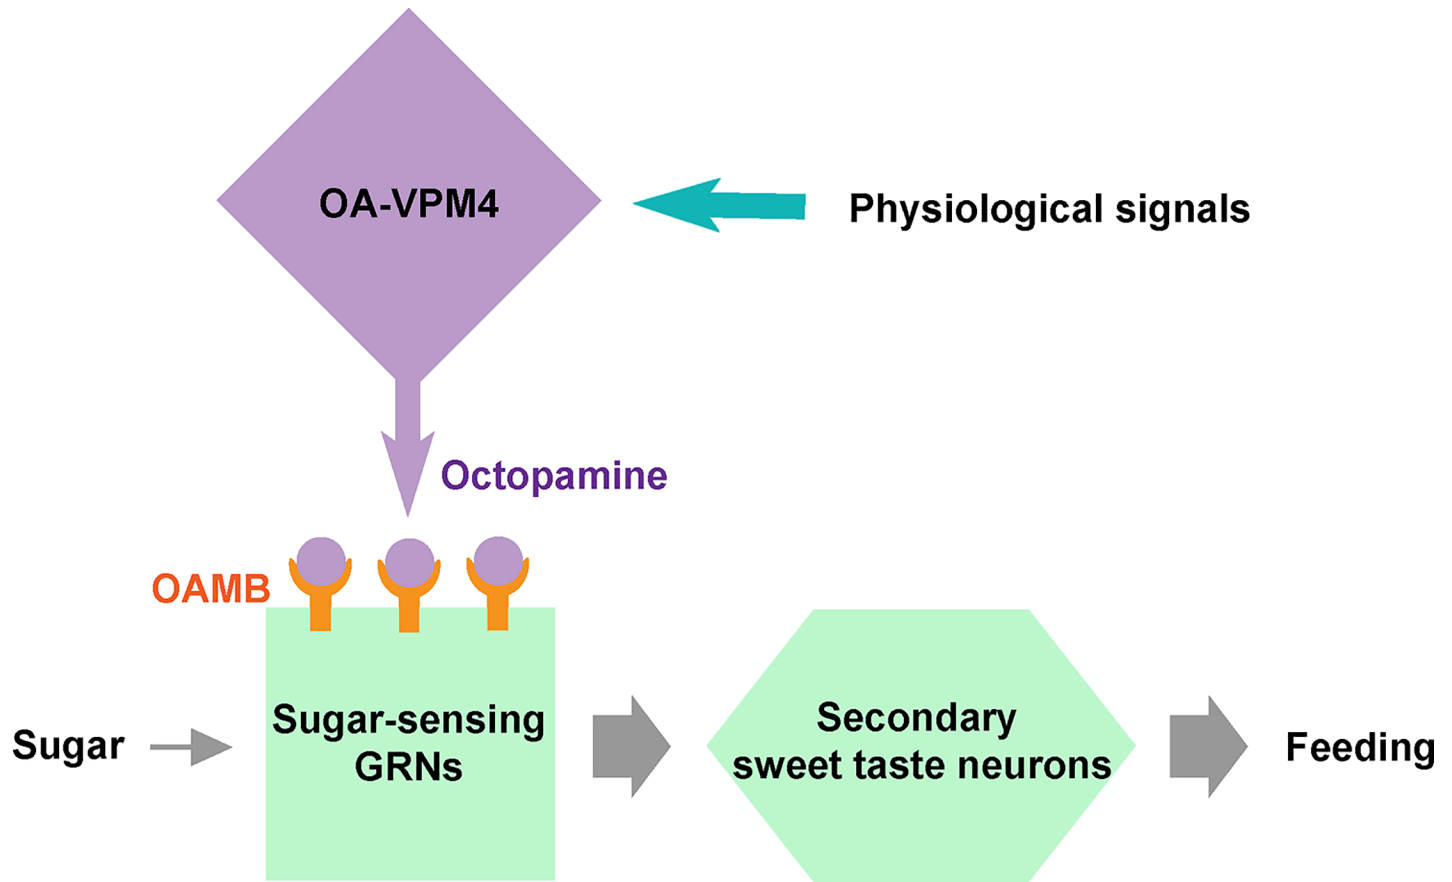 OA-VPM4
Physiological signals
Octopamine
OAMB
Sugar
Sugar-sensing
GRNs
Secondary
sweet taste neurons
Feeding